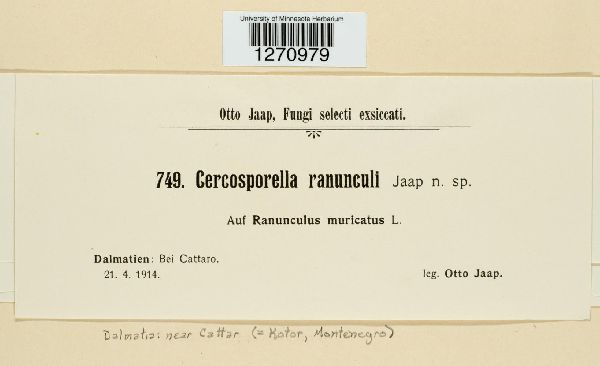 University of Minnesota Herbarium
1270979
Otto Jaap, Fungi selecti exsiccati.
749. Cercosporella ranunculi Jaap n. sp.
Auf Ranunculus muricatus L.
Dalmatien: Bei Cattaro.
21. 4. 1914.
leg. Otto Jaap.
Dalmatia: near Cattar (= Kotor, Montenegro)